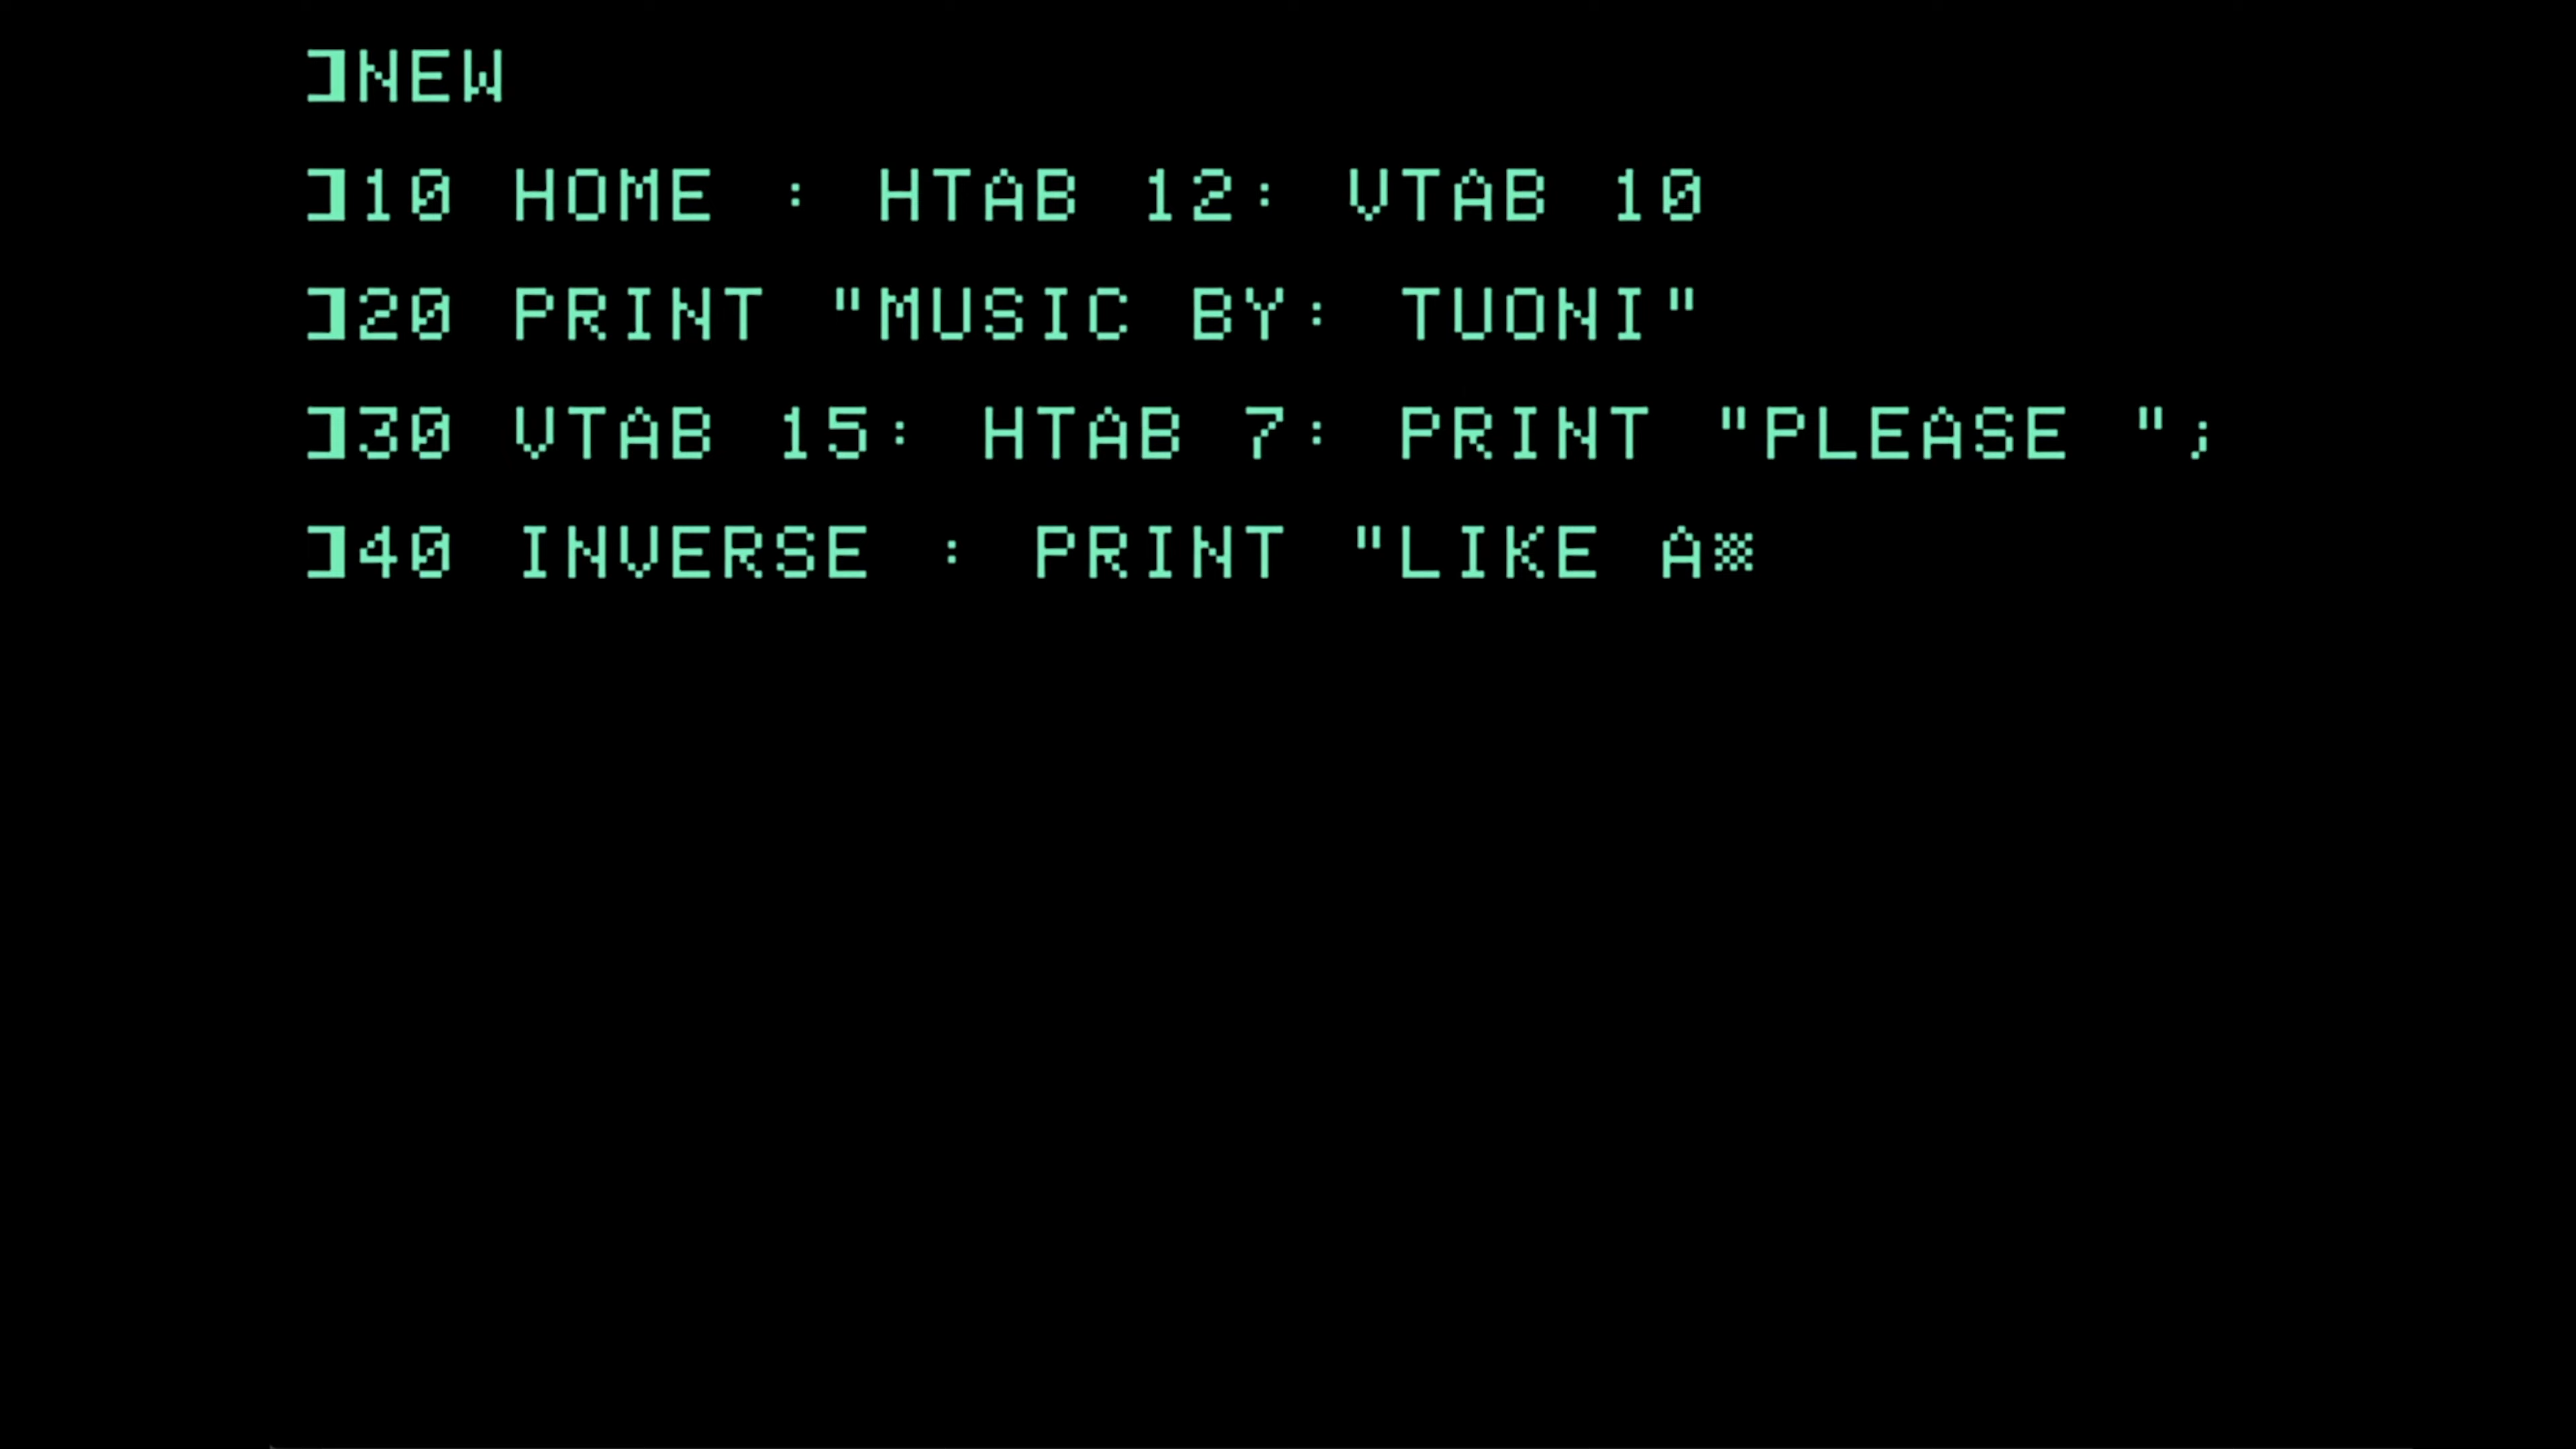 ]NEW
]10 HOME : HTAB 12: VTAB 10
]20 PRINT "MUSIC BY: TUONI"
]30 VTAB 15: HTAB 7: PRINT "PLEASE ";
]40 INVERSE : PRINT "LIKE A